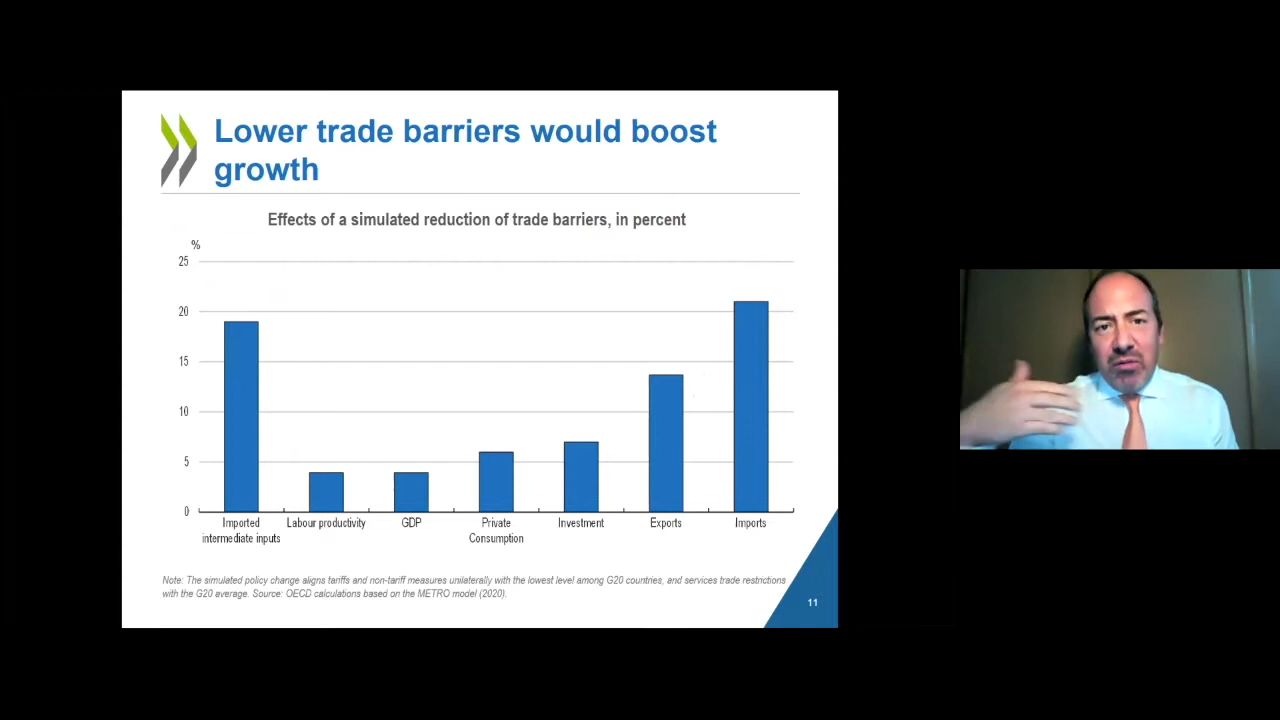 Lower trade barriers would boost
growth
Effects of a simulated reduction of trade barriers, in percent
%
25
20
15
10
5
0
Imported
intermediate inputs
Labour productivity
GDP
Private
Consumption
Investment
Exports
Imports
Note: The simulated policy change aligns tariffs and non-tariff measures unilaterally with the lowest level among G20 countries, and services trade restrictions
with the G20 average. Source: OECD calculations based on the METRO model (2020).
11